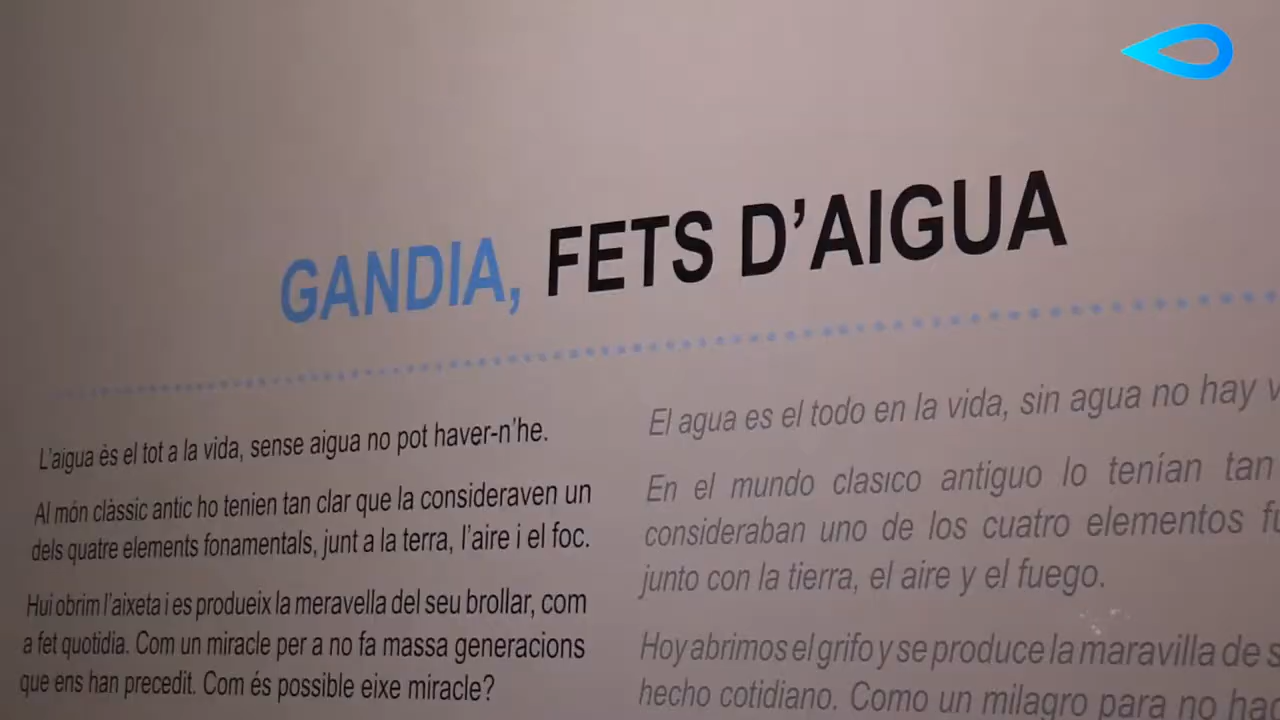 GANDIA, FETS D'AIGUA
L'aigua ès el tot a la vida, sense aigua no pot haver-n'he.
Al món clàssic antic ho tenien tan clar que la consideraven un
dels quatre elements fonamentals, junt a la terra, l'aire i el foc.
Hui obrim l'aixeta i es produeix la meravella del seu brollar, com
a fet quotidia. Com un miracle per a no fa massa generacions
que ens han precedit. Com és possible eixe miracle?
El agua es el todo en la vida, sin agua no hay
En el mundo clasico antiguo lo tenían tan
consideraban uno de los cuatro elementos
junto con la tierra, el aire y el fuego.
Hoy abrimos el grifo y se produce la maravilla de
hecho cotidiano. Como un milagro para no